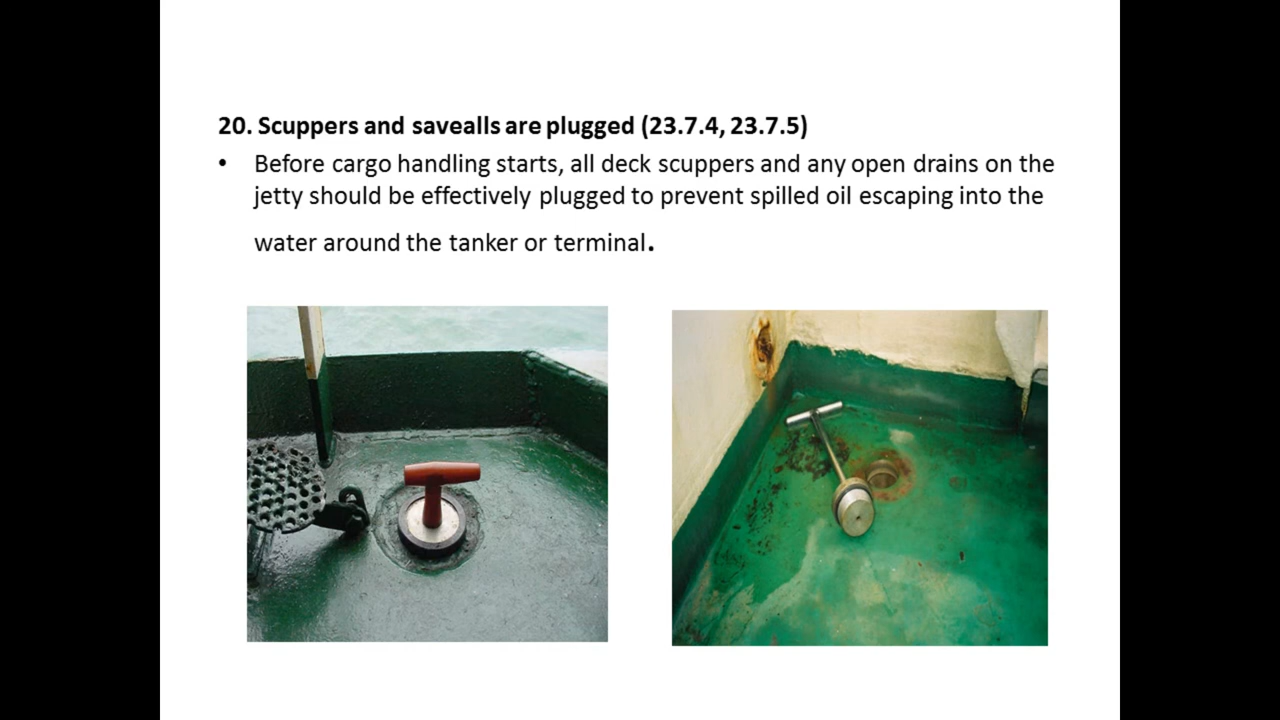 20. Scuppers and savealls are plugged (23.7.4, 23.7.5)
• Before cargo handling starts, all deck scuppers and any open drains on the
jetty should be effectively plugged to prevent spilled oil escaping into the
water around the tanker or terminal.